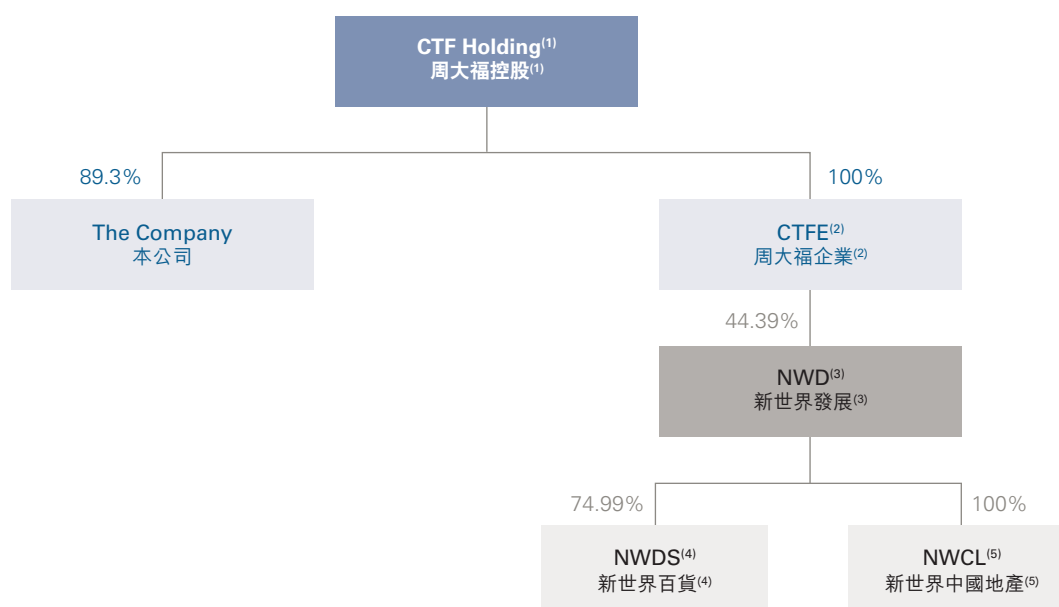 CTF Holding(1)
周大福控股(1)
89.3%
100%
The Company
本公司
CTFE(2)
周大福企業(2)
44.39%
NWD(3)
新世界發展(3)
74.99%
100%
NWDS(4)
新世界百貨(4)
NWCL(5)
新世界中國地產(5)